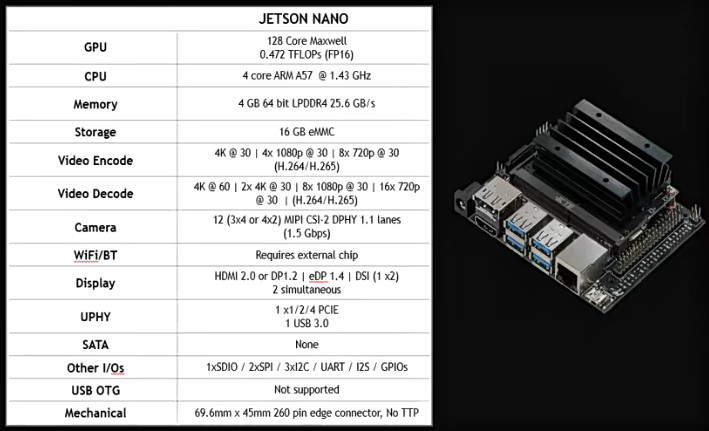 JETSON NANO
GPU
128 Core Maxwell
0.472 TFLOPs (FP16)
CPU
4 core ARM A57 @ 1.43 GHz
Memory
4 GB 64 bit LPDDR4 25.6 GB/s
Storage
16 GB eMMC
Video Encode
4K @ 30 | 4x 1080p @ 30 | 8x 720p @ 30
(H.264/H.265)
Video Decode
4K @ 60 | 2x 4K @ 30 | 8x 1080p @ 30 | 16x 720p
@ 30 | (H.264/H.265)
Camera
12 (3x4 or 4x2) MIPI CSI-2 DPHY 1.1 lanes
(1.5 Gbps)
WiFi/BT
Requires external chip
Display
HDMI 2.0 or DP1.2 | eDP 1.4 | DSI (1 x2)
2 simultaneous
UPHY
1 x1/2/4 PCIE
1 USB 3.0
SATA
None
Other I/Os
1xSDIO / 2xSPI / 3xI2C / UART / I2S / GPIOs
USB OTG
Not supported
Mechanical
69.6mm x 45mm 260 pin edge connector, No TTP